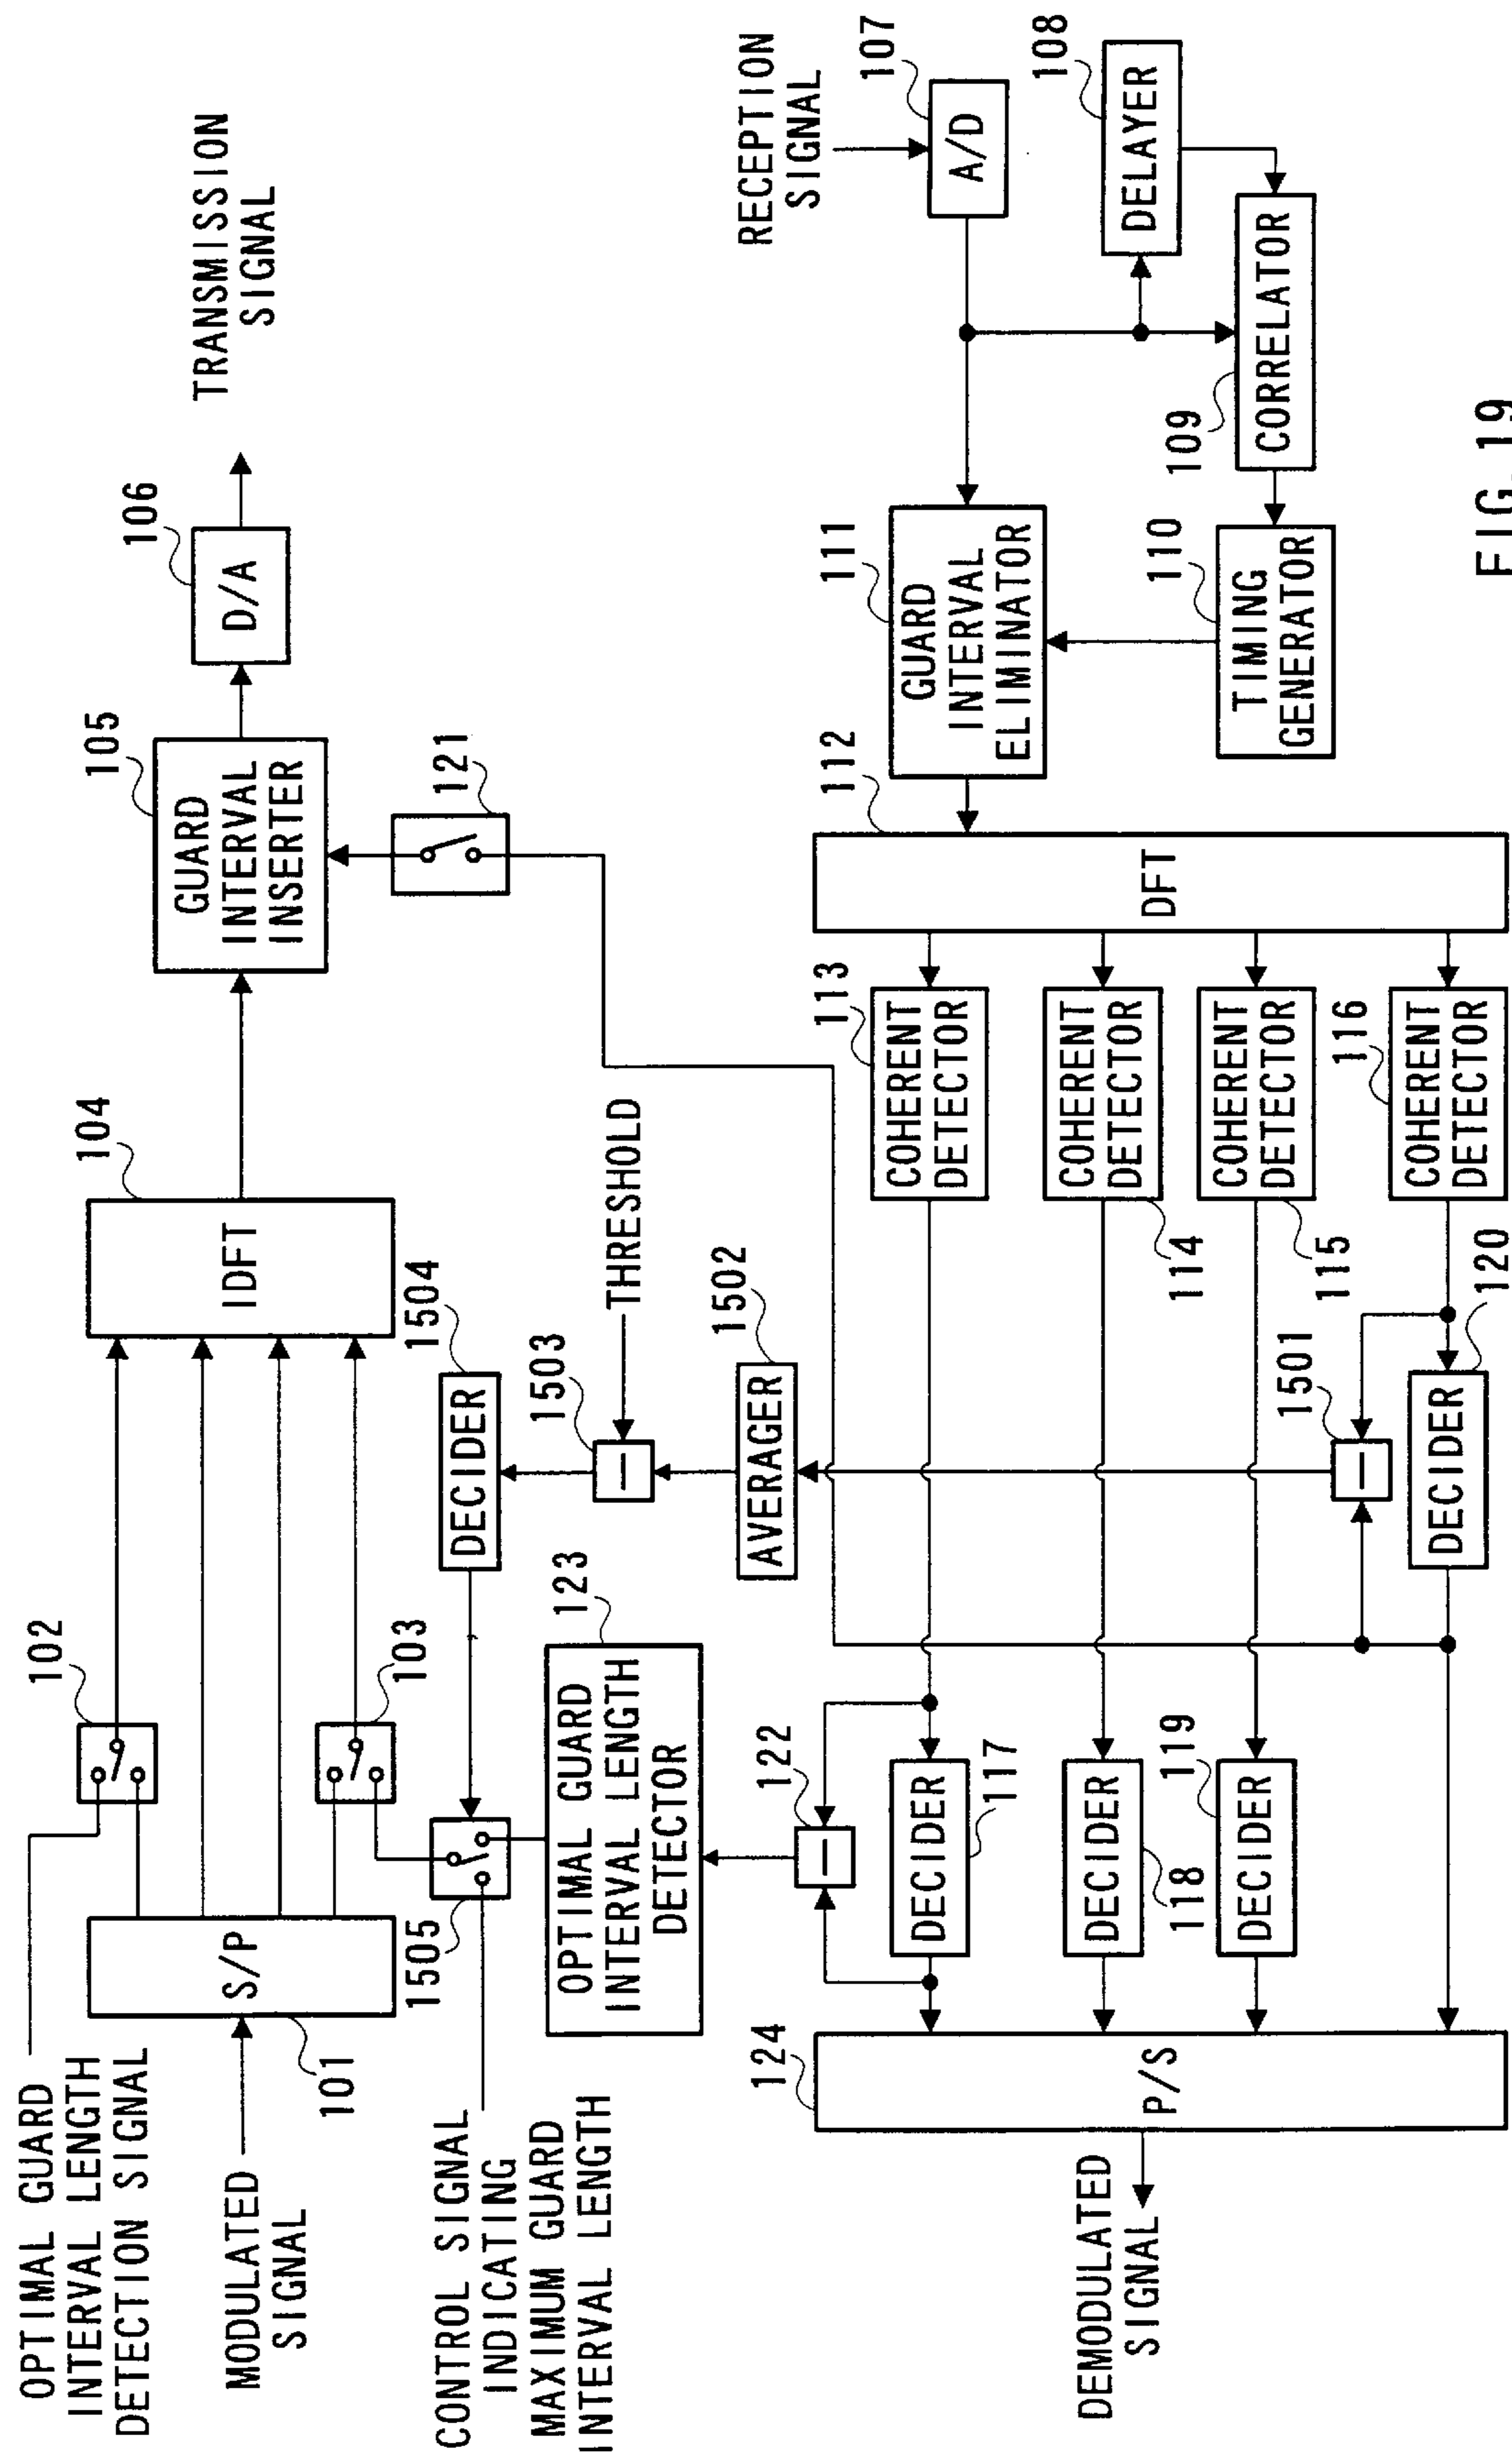 OPTIMAL GUARD
INTERVAL LENGTH
DETECTION SIGNAL
MODULATED
SIGNAL
101
S/P
102
103
104
IDFT
105
GUARD
INTERVAL
INSERTER
106
D/A
TRANSMISSION
SIGNAL
121
CONTROL SIGNAL
INDICATING
MAXIMUM GUARD
INTERVAL LENGTH
1505
1504
DECIDER
1503
THRESHOLD
1502
AVERAGER
123
OPTIMAL GUARD
INTERVAL LENGTH
DETECTOR
122
RECEPTION
SIGNAL
107
A/D
108
DELAYER
109
CORRELATOR
110
TIMING
GENERATOR
111
GUARD
INTERVAL
ELIMINATOR
112
DFT
113
COHERENT
DETECTOR
COHERENT
DETECTOR
114
COHERENT
DETECTOR
115
116
COHERENT
DETECTOR
1501
120
DECIDER
DECIDER
117
DECIDER
118
119
DECIDER
124
P/S
DEMODULATED
SIGNAL
FIG.19